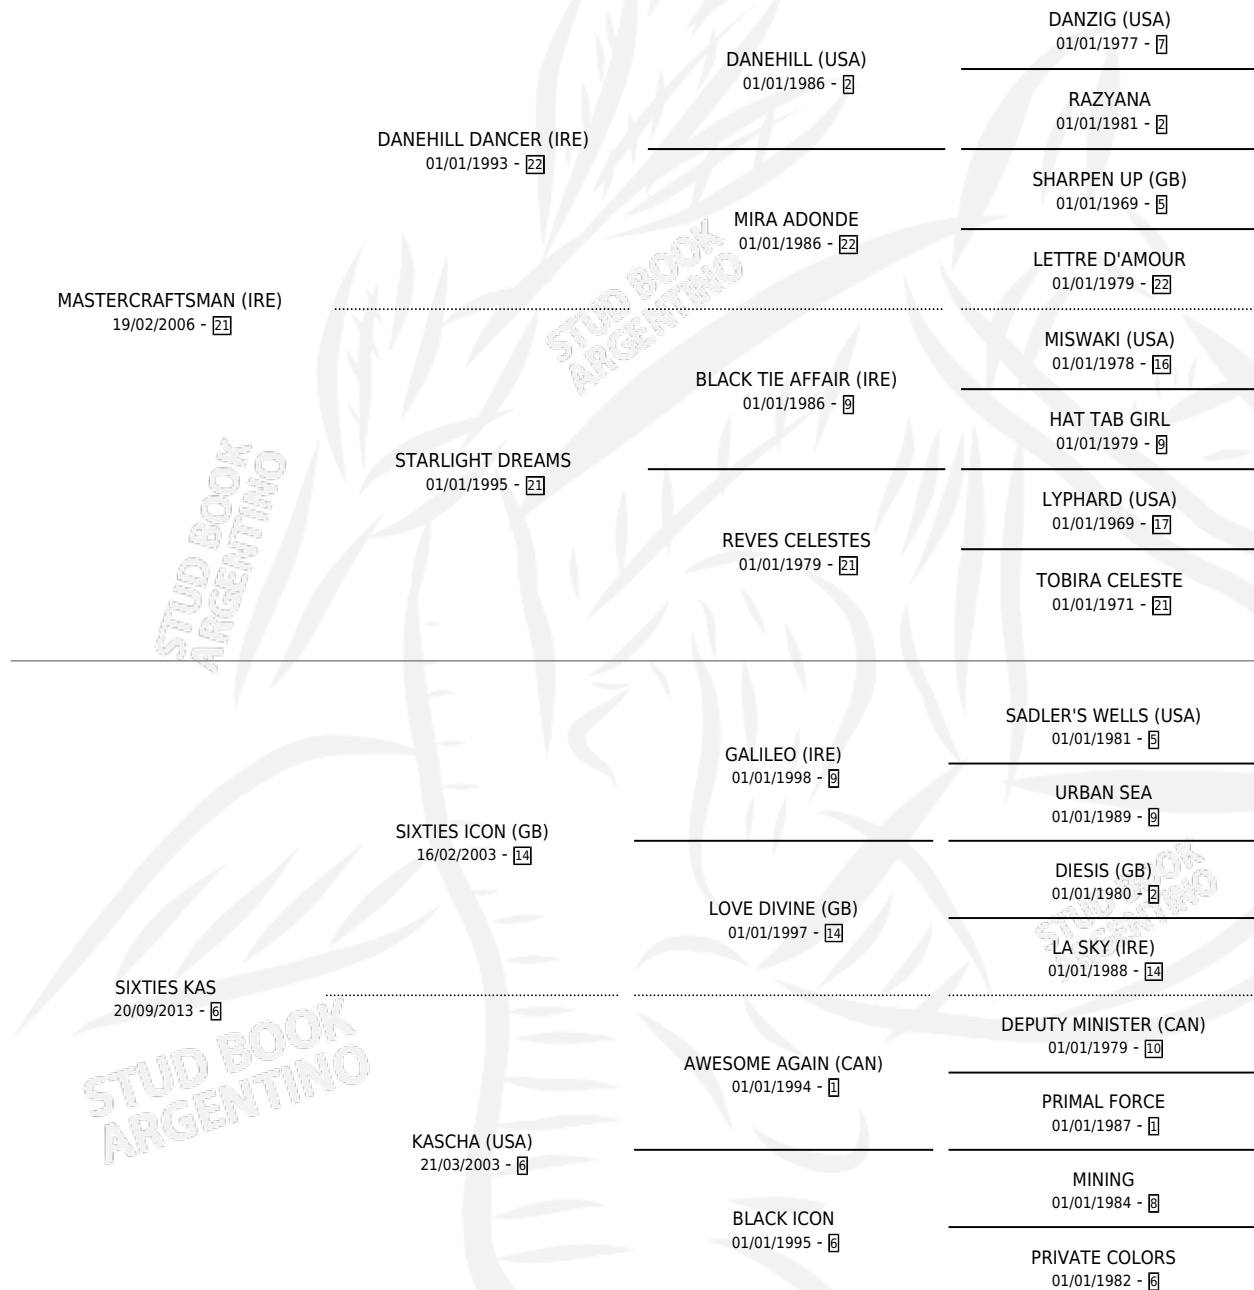 DANZIG (USA)
01/01/1977 - 7
DANEHILL (USA)
01/01/1986 - 2
RAZYANA
01/01/1981 - 2
DANEHILL DANCER (IRE)
01/01/1993 - 22
SHARPEN UP (GB)
01/01/1969 - 5
MIRA ADONDE
01/01/1986 - 22
LETTRE D'AMOUR
01/01/1979 - 22
MASTERCRAFTSMAN (IRE)
19/02/2006 - 21
MISWAKI (USA)
01/01/1978 - 16
BLACK TIE AFFAIR (IRE)
01/01/1986 - 9
HAT TAB GIRL
01/01/1979 - 9
STARLIGHT DREAMS
01/01/1995 - 21
LYPHARD (USA)
01/01/1969 - 17
REVES CELESTES
01/01/1979 - 21
TOBIRA CELESTE
01/01/1971 - 21
SADLER'S WELLS (USA)
01/01/1981 - 5
GALILEO (IRE)
01/01/1998 - 9
URBAN SEA
01/01/1989 - 9
SIXTIES ICON (GB)
16/02/2003 - 14
DIESIS (GB)
01/01/1980 - 2
LOVE DIVINE (GB)
01/01/1997 - 14
LA SKY (IRE)
01/01/1988 - 14
SIXTIES KAS
20/09/2013 - 6
DEPUTY MINISTER (CAN)
01/01/1979 - 10
AWESOME AGAIN (CAN)
01/01/1994 - 1
PRIMAL FORCE
01/01/1987 - 1
KASCHA (USA)
21/03/2003 - 6
MINING
01/01/1984 - 8
BLACK ICON
01/01/1995 - 6
PRIVATE COLORS
01/01/1982 - 6
STUD BOOK
ARGENTINO
STUD BOOK
ARGENTINO
STUD BOOK
ARGENTINO
STUD BOOK
ARGENTINO